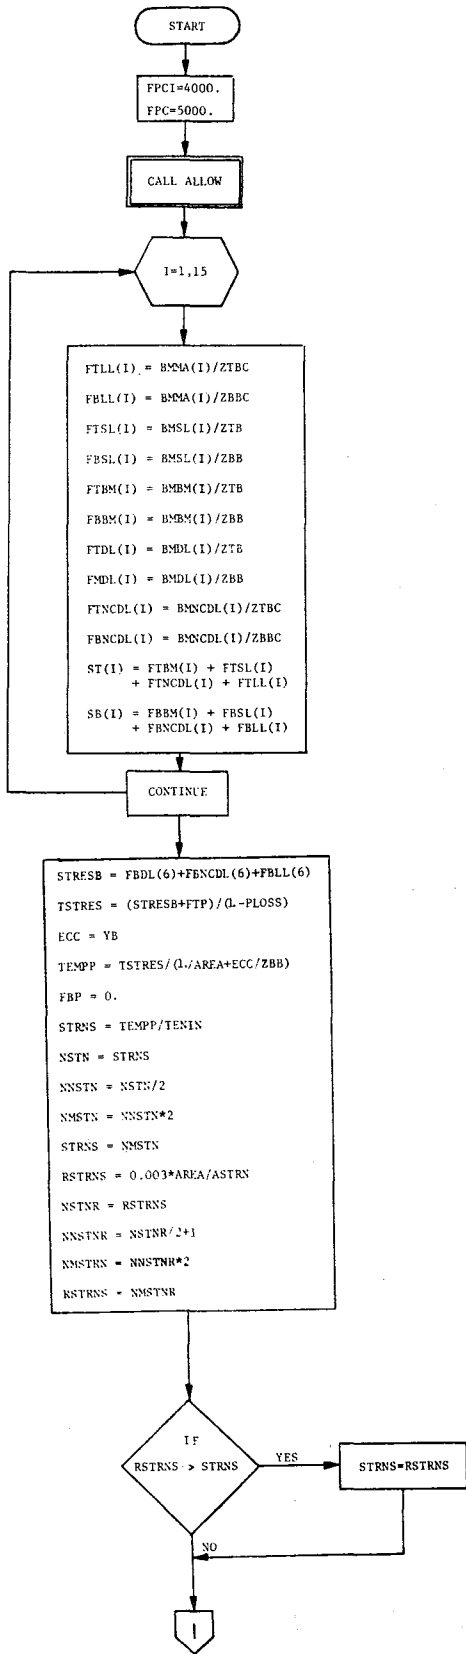 START
FPCI=4000.
FPC=5000.
CALL ALLOW
I=1,15
FTLL(I) = BMMA(I)/ZTBC
FBLL(I) = BMMA(I)/ZBBC
FTSL(I) = BMSL(I)/ZTB
FBSL(I) = BMSL(I)/ZBB
FTBM(I) = BMBM(I)/ZTB
FBBM(I) = BMBM(I)/ZBB
FTDL(I) = BMDL(I)/ZTB
FMDL(I) = BMDL(I)/ZBB
FTNCDL(I) = BMNCDL(I)/ZTBC
FBNCDL(I) = BMNCDL(I)/ZBBC
ST(I) = FTBM(I) + FTSL(I)
+ FTNCDL(I) + FTLL(I)
SB(I) = FBBM(I) + FBSL(I)
+ FBNCDL(I) + FBLL(I)
CONTINUE
STRESB = FBDL(6)+FBNCDL(6)+FBLL(6)
TSTRES = (STRESB+FTP)/(1.-PLOSS)
ECC = YB
TEMPP = TSTRES/(1./AREA+ECC/ZBB)
FBP = 0.
STRNS = TEMPP/TENIN
NSTN = STRNS
NNSTN = NSTN/2
NMSTN = NNSTN*2
STRNS = NMSTN
RSTRNS = 0.003*AREA/ASTRN
NSTNR = RSTRNS
NNSTNR = NSTNR/2+1
NMSTRN = NNSTNR*2
RSTRNS = NMSTNR
IF
RSTRNS > STRNS
YES
STRNS=RSTRNS
NO
1